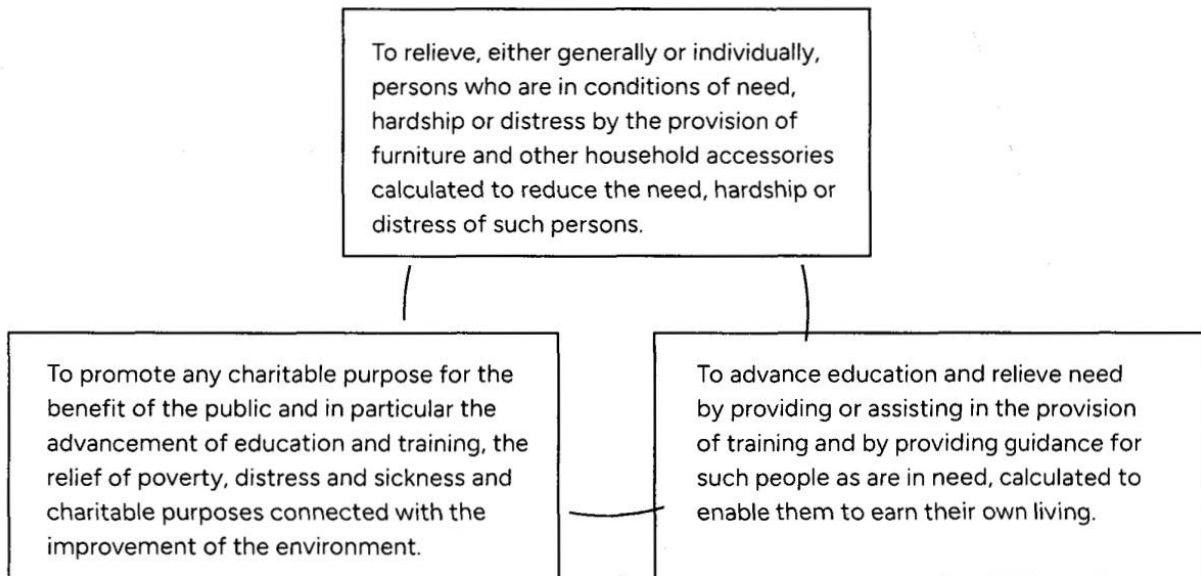 To relieve, either generally or individually,
persons who are in conditions of need,
hardship or distress by the provision of
furniture and other household accessories
calculated to reduce the need, hardship or
distress of such persons.
To promote any charitable purpose for the
benefit of the public and in particular the
advancement of education and training, the
relief of poverty, distress and sickness and
charitable purposes connected with the
improvement of the environment.
To advance education and relieve need
by providing or assisting in the provision
of training and by providing guidance for
such people as are in need, calculated to
enable them to earn their own living.